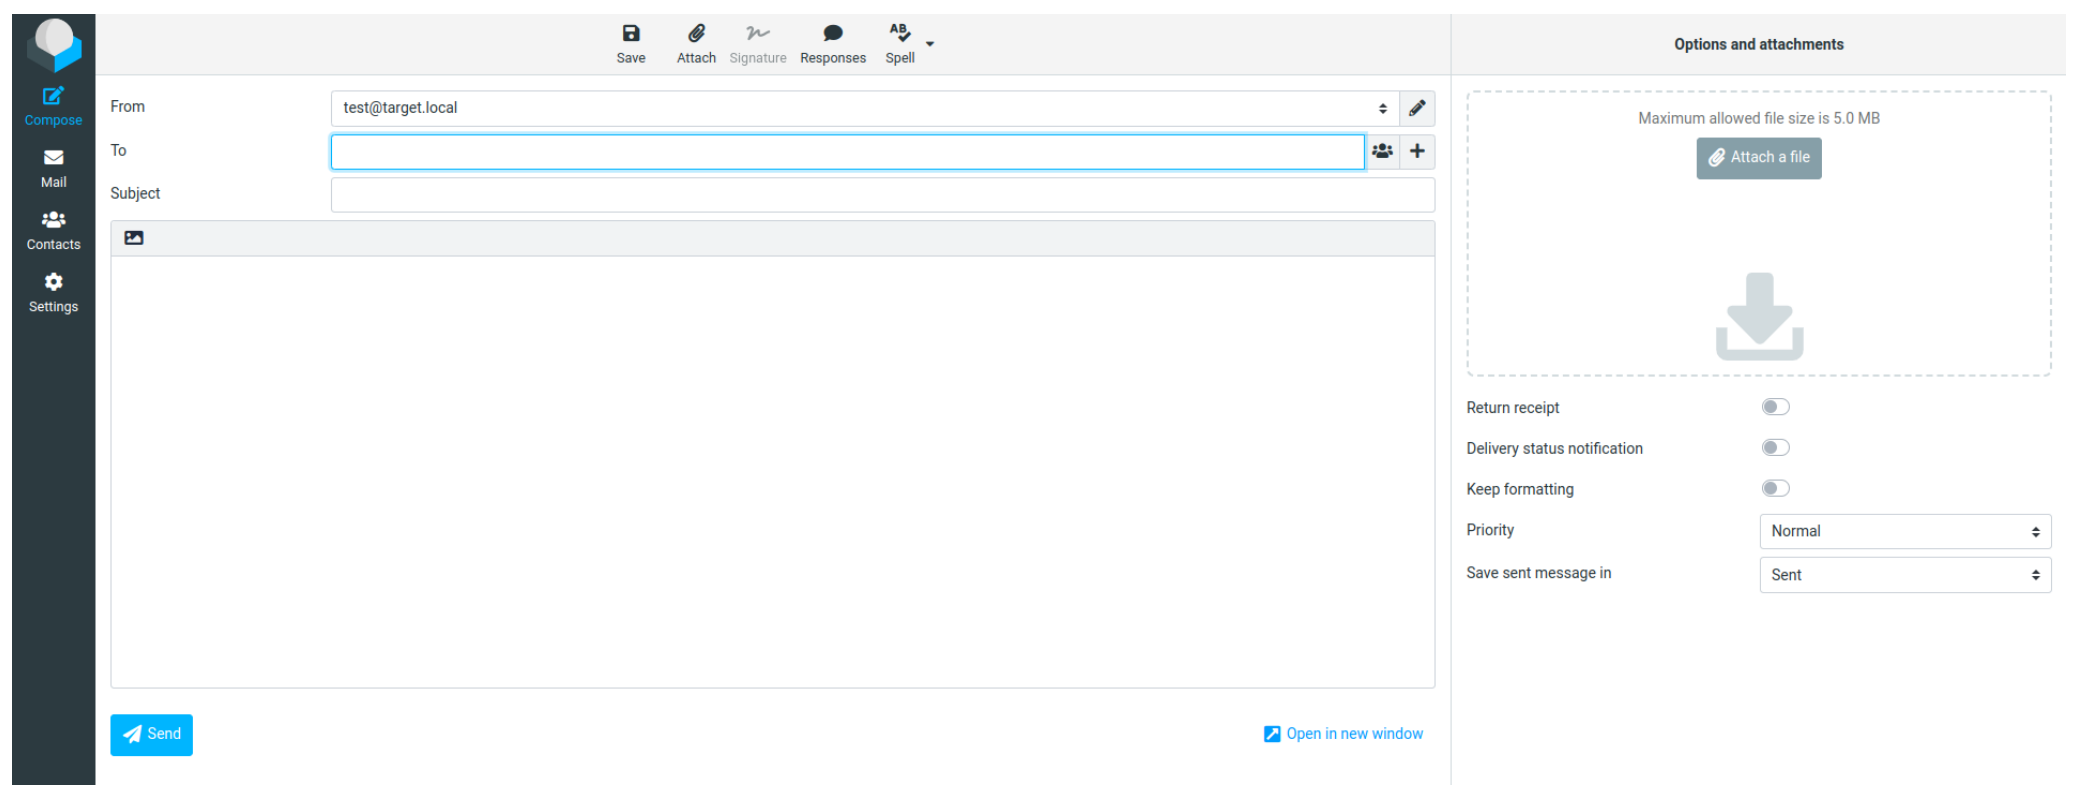 Compose
Mail
Contacts
Settings
Save
Attach
Signature
Responses
AB
Spell
From
test@target.local
To
Subject
Send
Open in new window
Options and attachments
Maximum allowed file size is 5.0 MB
Attach a file
Return receipt
Delivery status notification
Keep formatting
Priority
Normal
Save sent message in
Sent